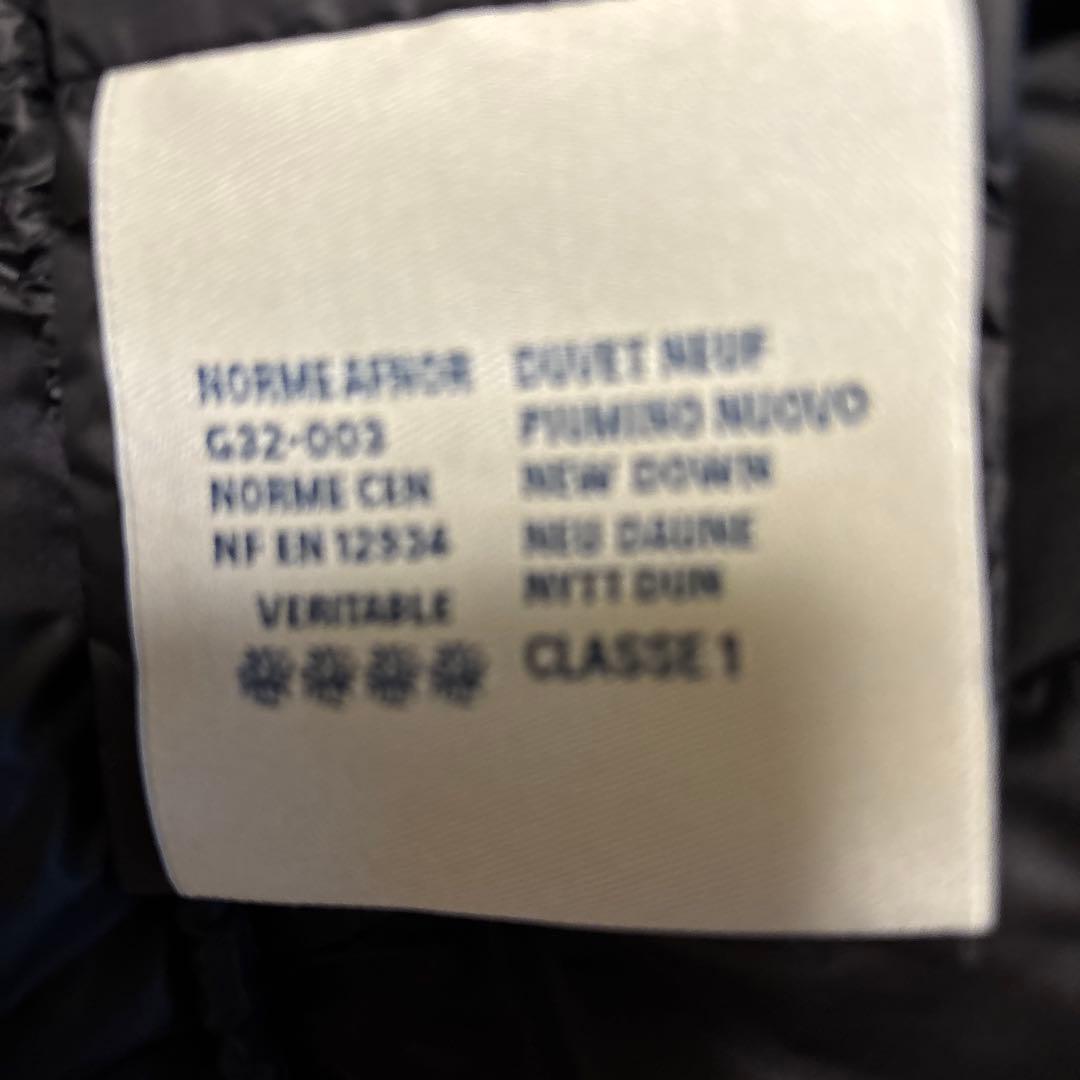 NORME AFNOR
G32-003
NORME CEN
NF EN 12934
VERITABLE
DUVET NEUF
PIUMINO NUOVO
NEW DOWN
NEU DAUNE
NYTT DUN
CLASSE 1